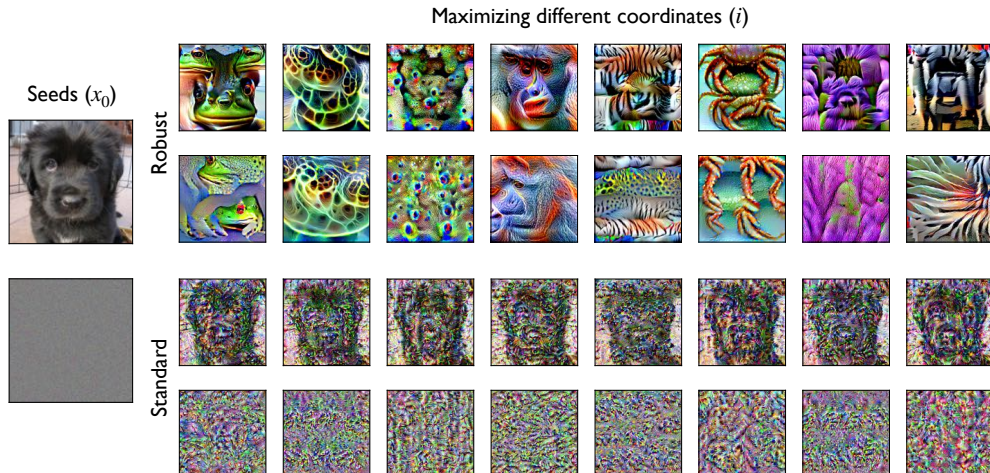 Maximizing different coordinates (i)
Seeds (x₀)
Robust
Standard